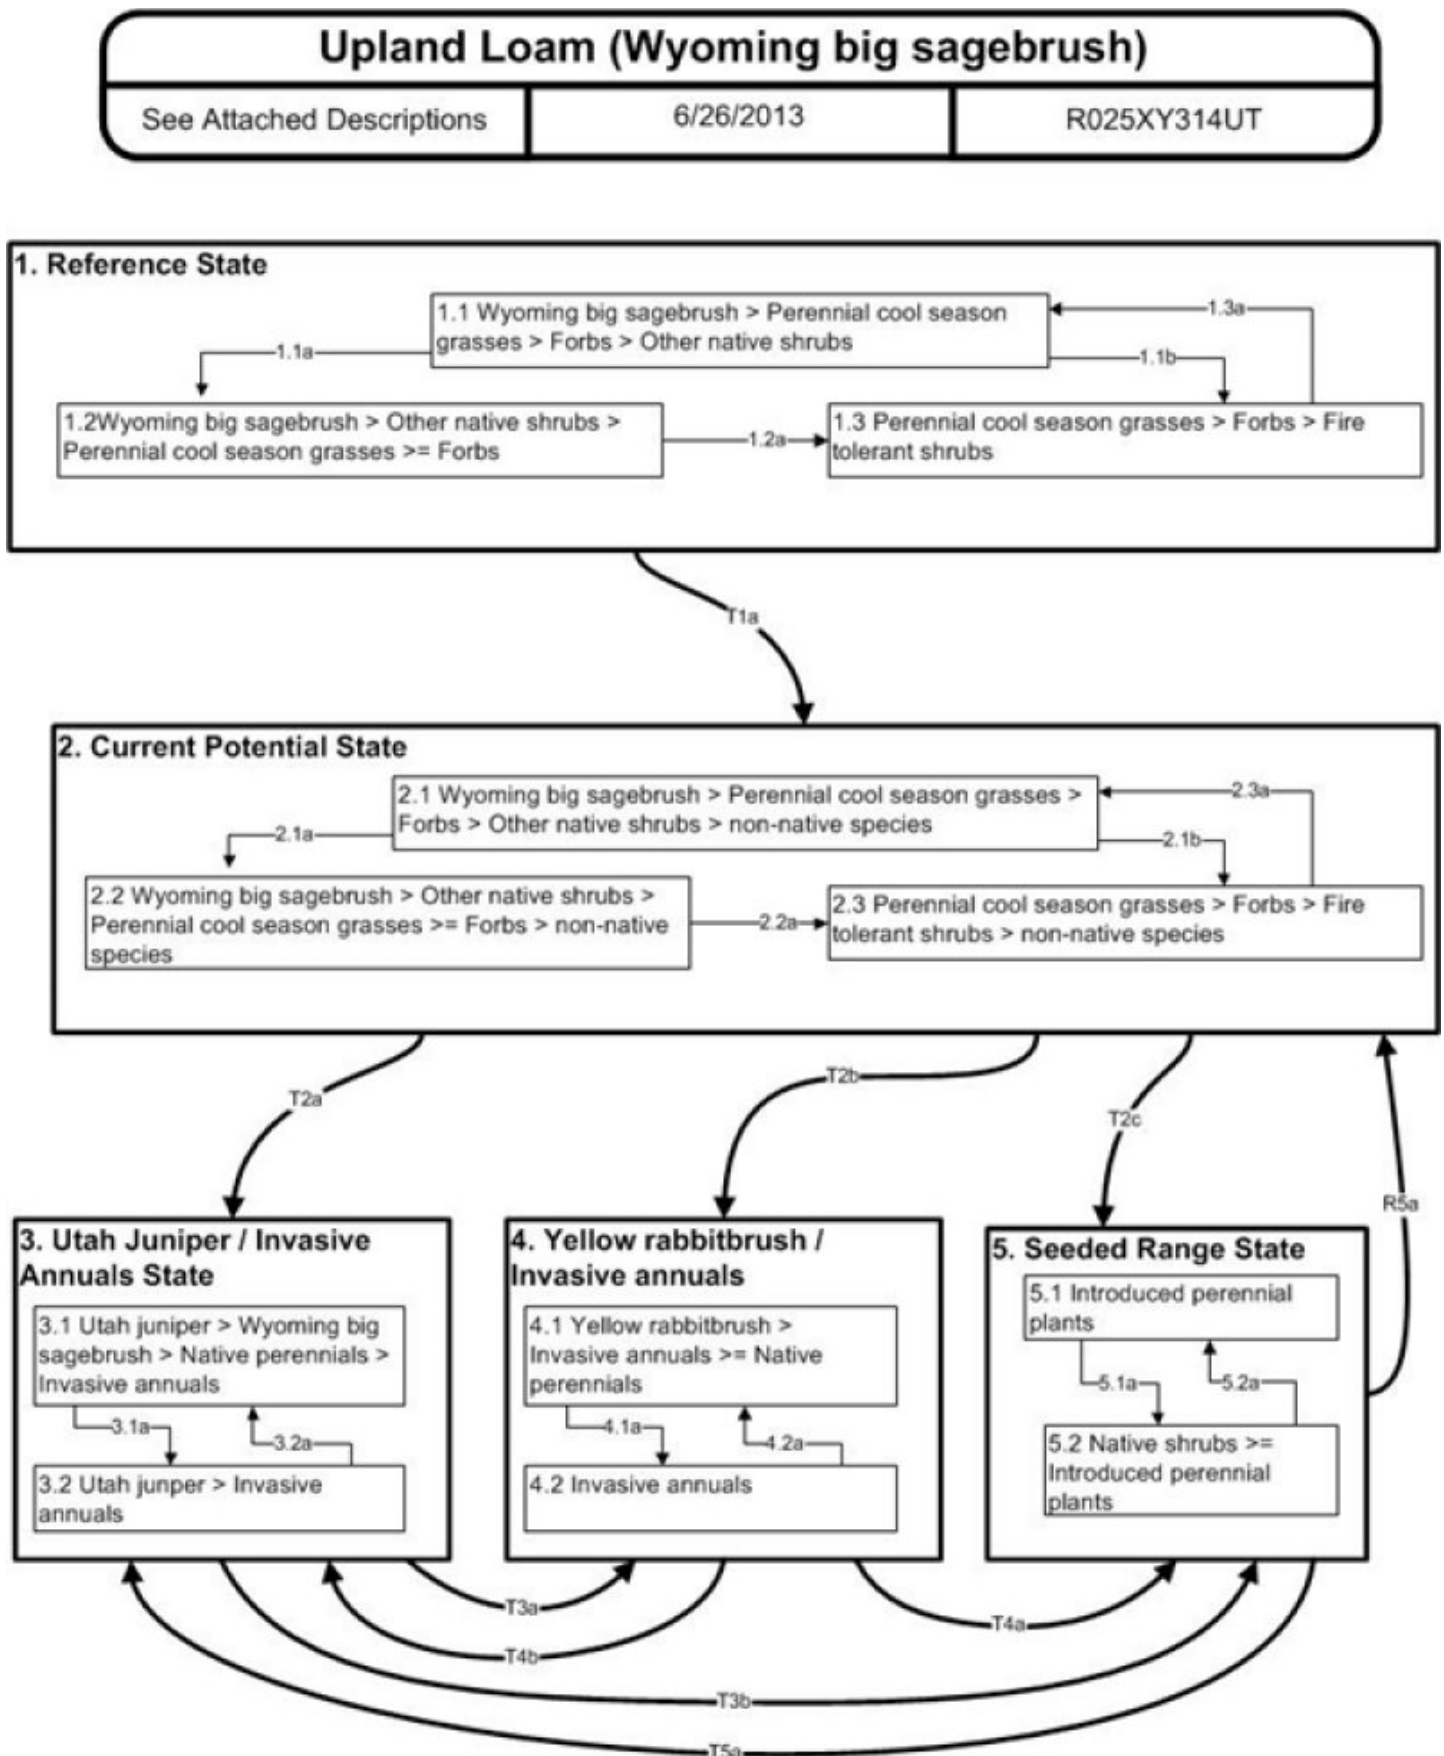 Upland Loam (Wyoming big sagebrush)
See Attached Descriptions
6/26/2013
R025XY314UT
1. Reference State
1.1 Wyoming big sagebrush > Perennial cool season
grasses > Forbs > Other native shrubs
1.3a
1.1a
1.1b
1.2Wyoming big sagebrush > Other native shrubs >
Perennial cool season grasses >= Forbs
1.2a
1.3 Perennial cool season grasses > Forbs > Fire
tolerant shrubs
T1a
2. Current Potential State
2.1 Wyoming big sagebrush > Perennial cool season grasses >
Forbs > Other native shrubs > non-native species
2.3a
2.1a
2.1b
2.2 Wyoming big sagebrush > Other native shrubs >
Perennial cool season grasses >= Forbs > non-native
species
2.2a
2.3 Perennial cool season grasses > Forbs > Fire
tolerant shrubs > non-native species
T2a
T2b
T2c
R5a
3. Utah Juniper / Invasive
Annuals State
3.1 Utah juniper > Wyoming big
sagebrush > Native perennials >
Invasive annuals
3.1a
3.2a
3.2 Utah junper > Invasive
annuals
4. Yellow rabbitbrush /
Invasive annuals
4.1 Yellow rabbitbrush >
Invasive annuals >= Native
perennials
4.1a
4.2a
4.2 Invasive annuals
5. Seeded Range State
5.1 Introduced perennial
plants
5.1a
5.2a
5.2 Native shrubs >=
Introduced perennial
plants
T3a
T4b
T4a
T3b
T5a